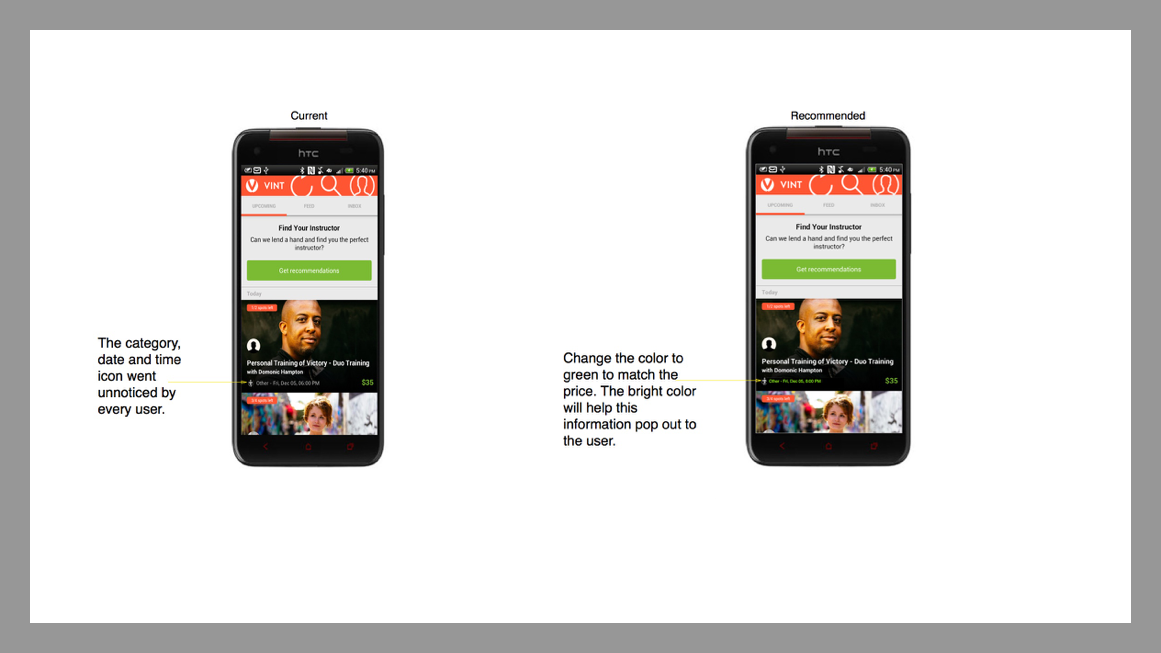 Current
Recommended
hTC
5:40 PM
VINT
UPCOMING FEED INBOX
Find Your Instructor
Can we lend a hand and find you the perfect
instructor?
Get recommendations
Today
1/2 spots left
Personal Training of Victory - Duo Training
with Domonic Hampton
Other - Fri, Dec 05, 06:00 PM $35
3/4 spots left
The category,
date and time
icon went
unnoticed by
every user.
hTC
5:40 PM
VINT
UPCOMING FEED INBOX
Find Your Instructor
Can we lend a hand and find you the perfect
instructor?
Get recommendations
Today
1/2 spots left
Personal Training of Victory - Duo Training
with Domonic Hampton
Other - Fri, Dec 05, 5:00 PM $35
3/4 spots left
Change the color to
green to match the
price. The bright color
will help this
information pop out to
the user.